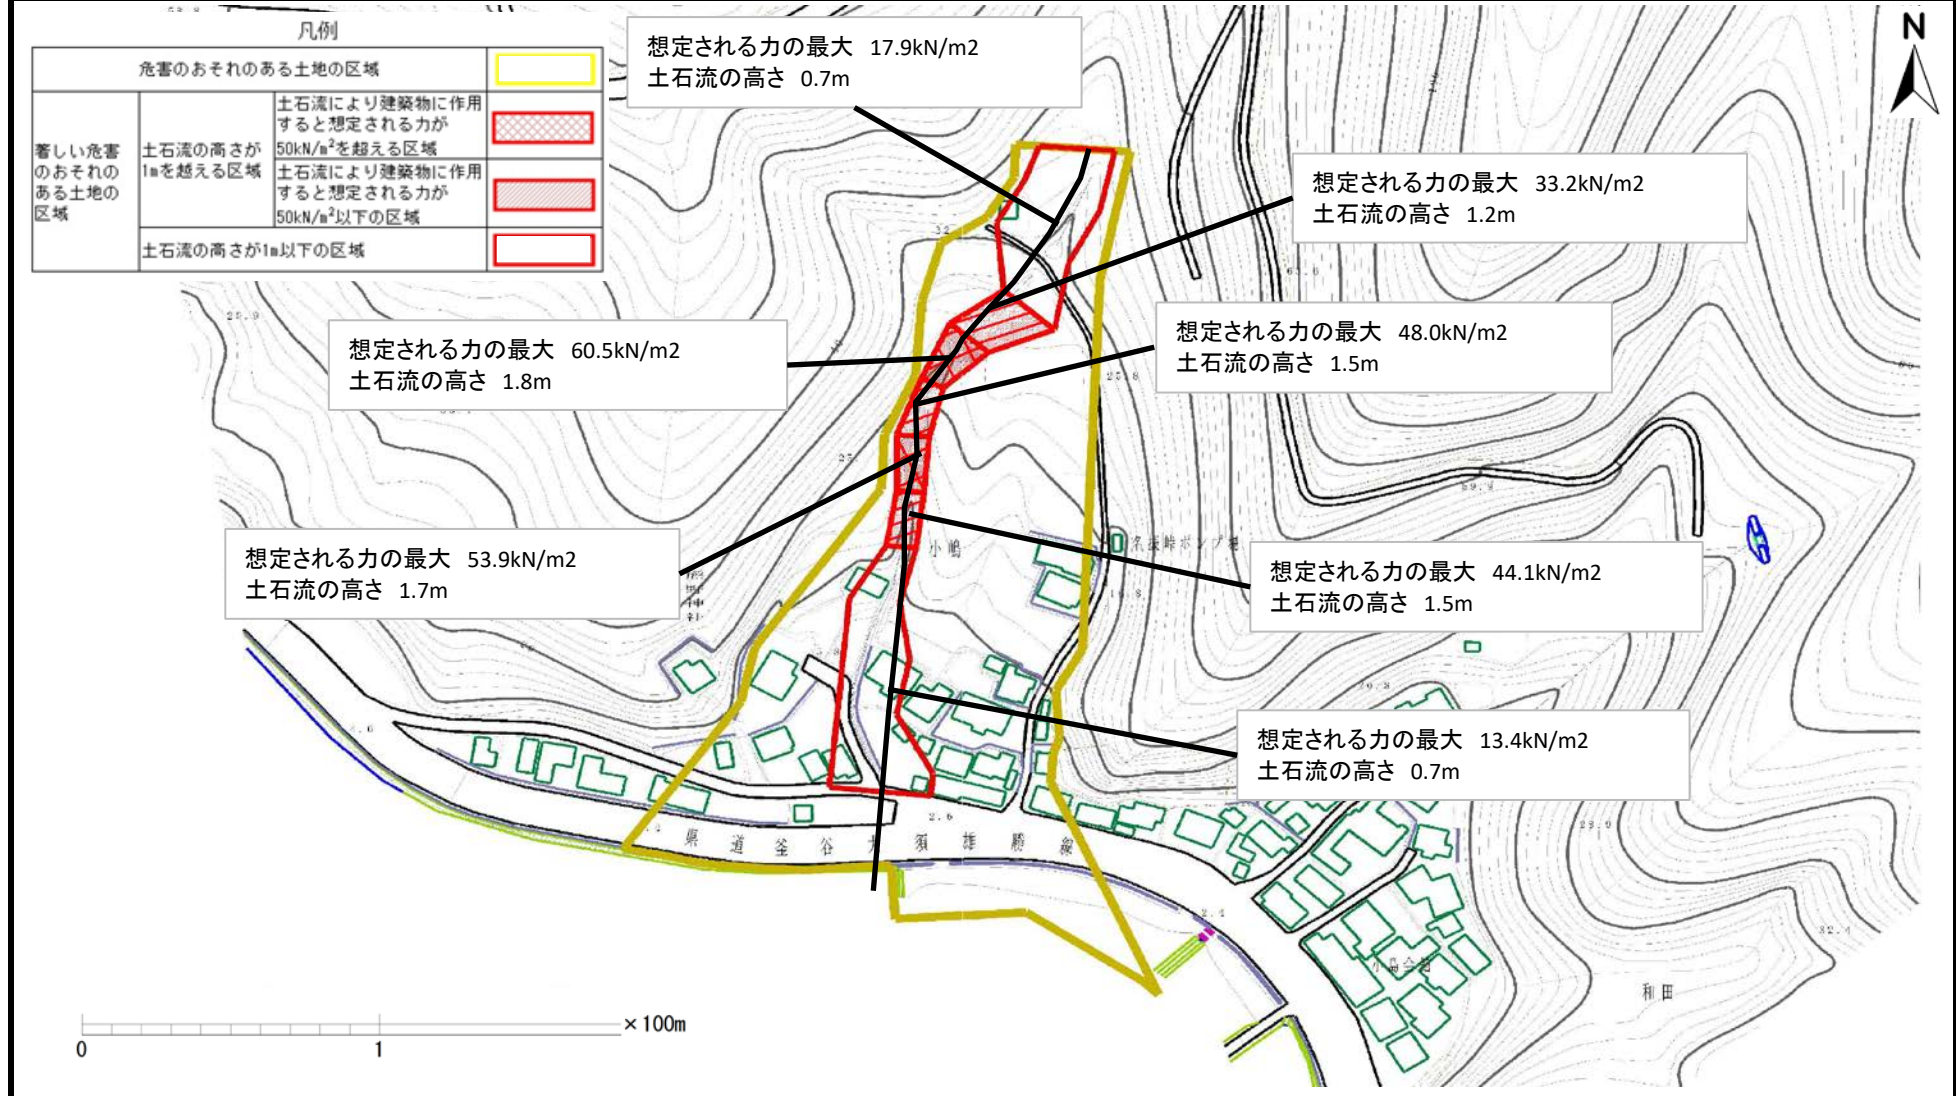 凡例
危害のおそれのある土地の区域
著しい危害
のおそれの
ある土地の
区域
土石流の高さが
1mを越える区域
土石流により建築物に作用
すると想定される力が
50kN/m²を超える区域
土石流により建築物に作用
すると想定される力が
50kN/m²以下の区域
土石流の高さが1m以下の区域
想定される力の最大 17.9kN/m2
土石流の高さ 0.7m
N
想定される力の最大 33.2kN/m2
土石流の高さ 1.2m
想定される力の最大 48.0kN/m2
土石流の高さ 1.5m
想定される力の最大 60.5kN/m2
土石流の高さ 1.8m
想定される力の最大 53.9kN/m2
土石流の高さ 1.7m
想定される力の最大 44.1kN/m2
土石流の高さ 1.5m
想定される力の最大 13.4kN/m2
土石流の高さ 0.7m
小嶋
2.6
県道釜谷大須雄勝線
2.4
32.4
和田
×100m
0 1